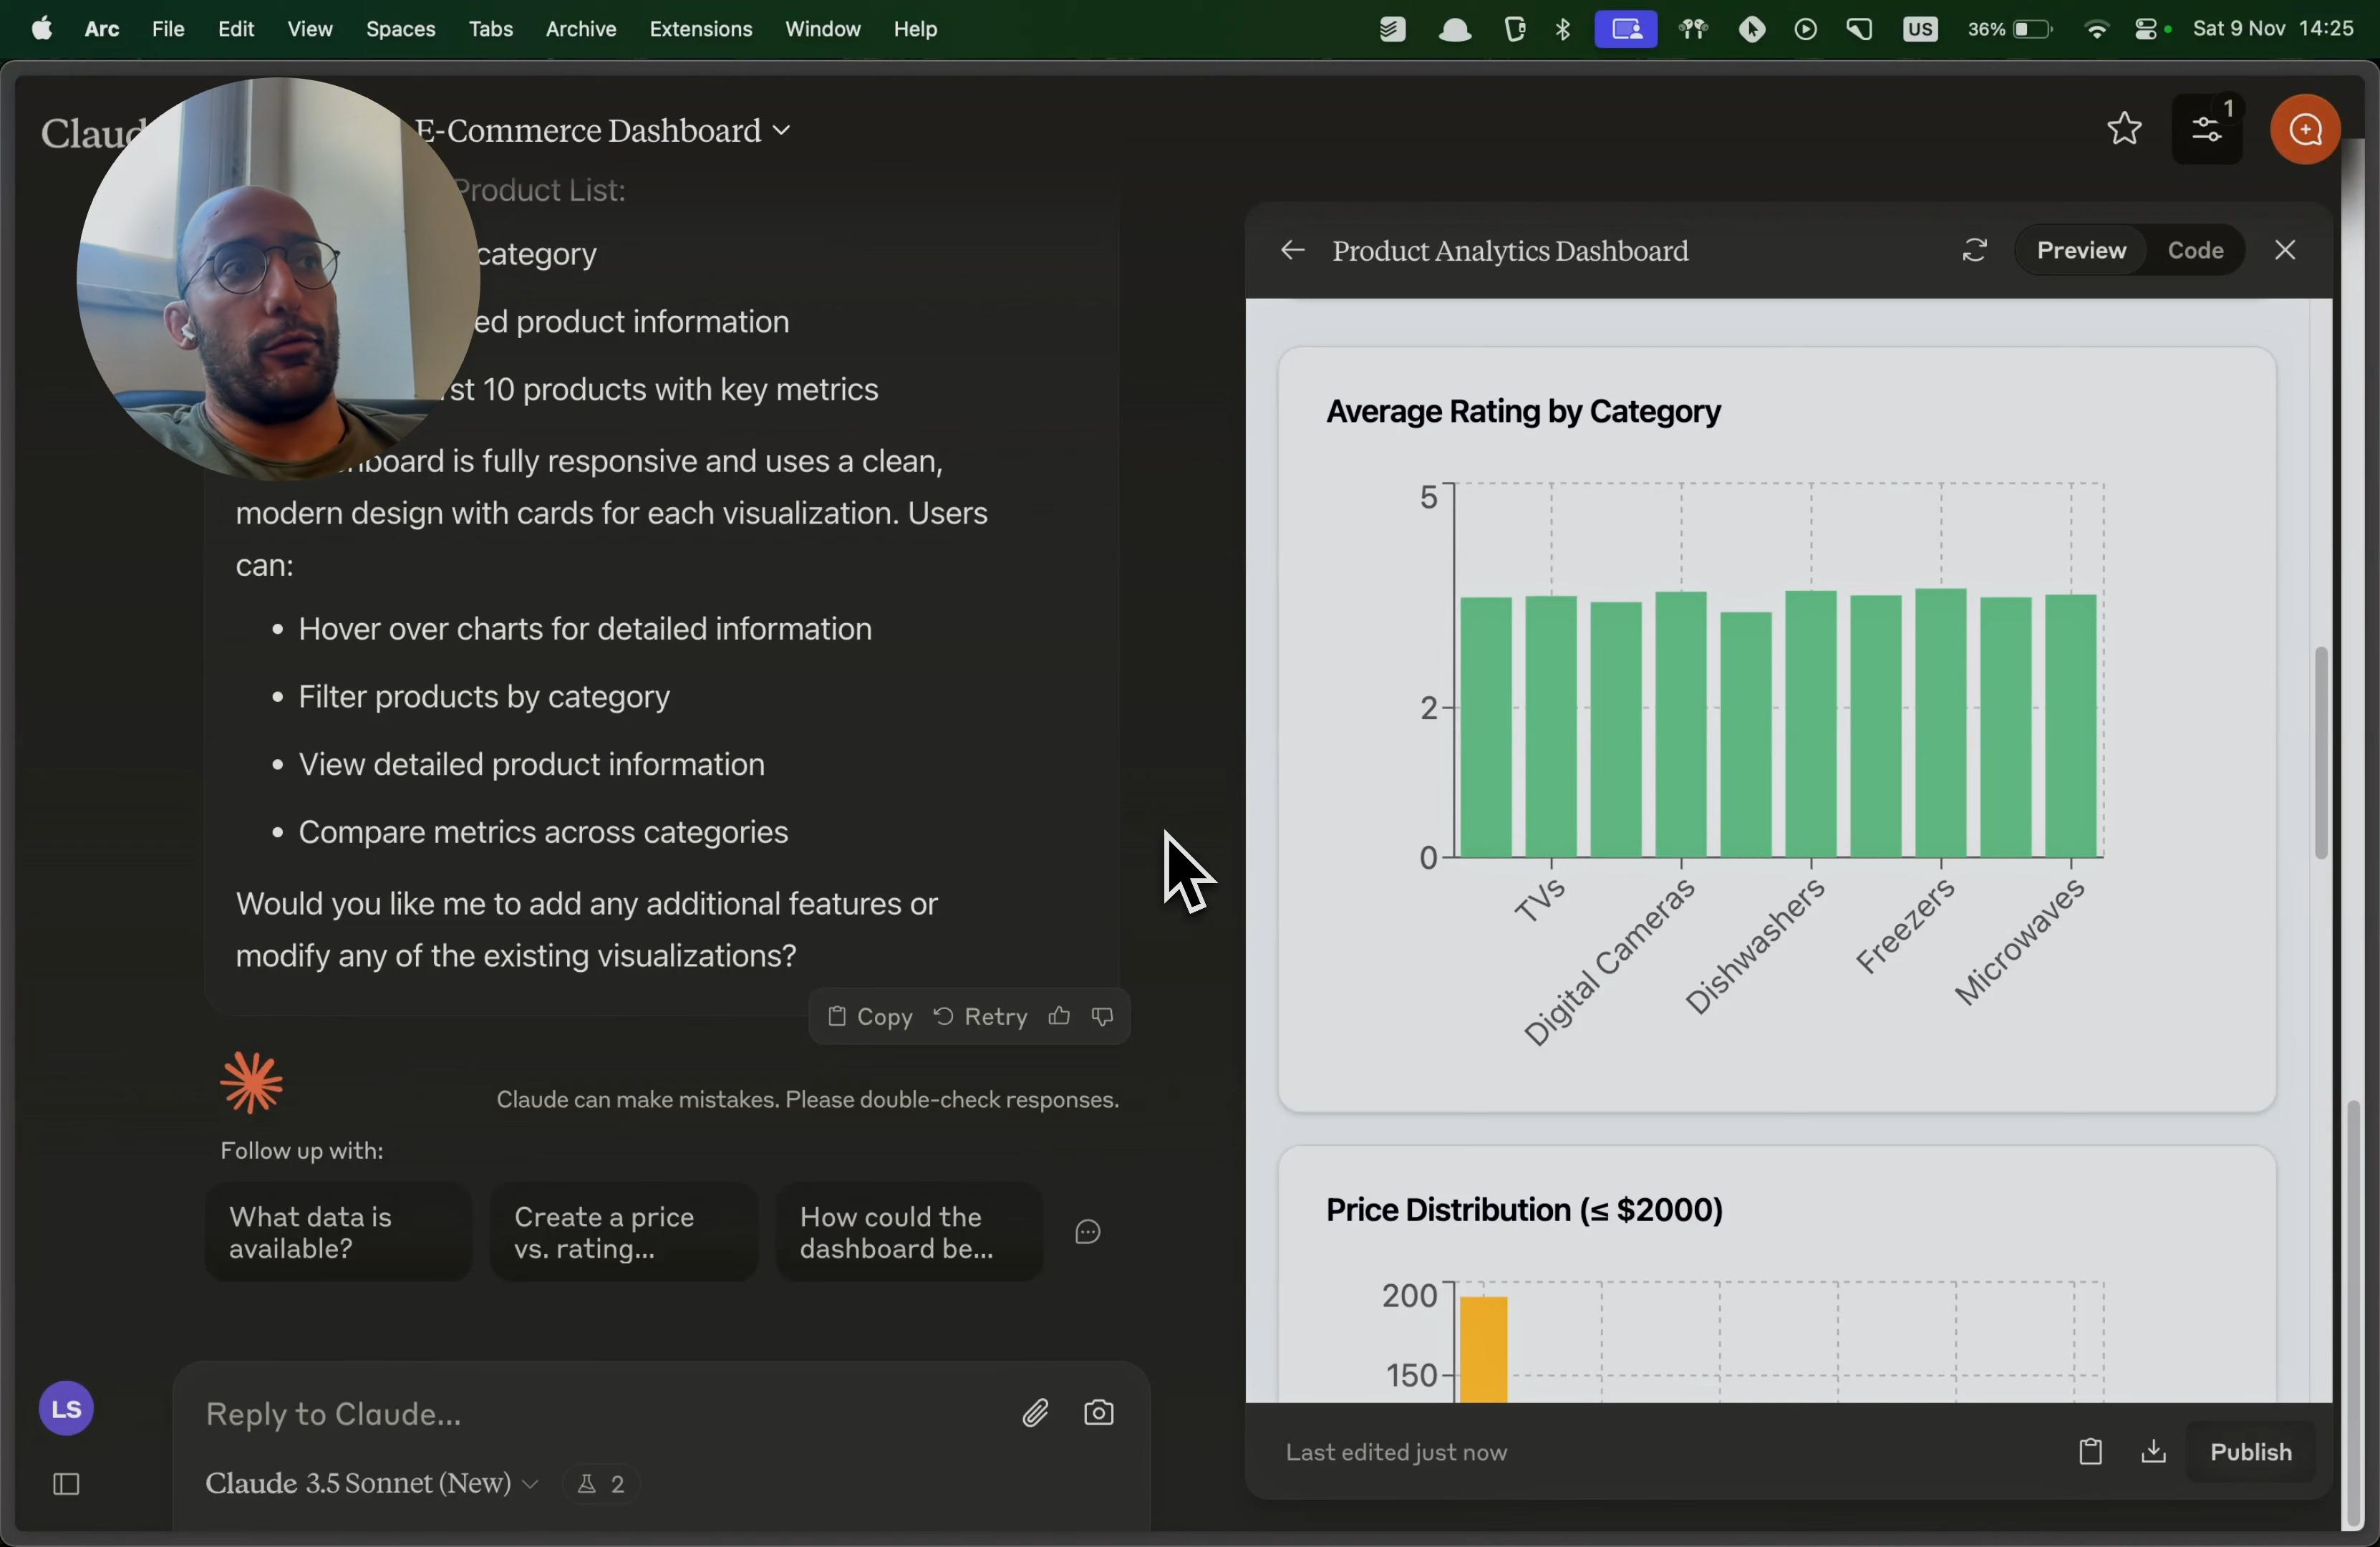 Arc File Edit View Spaces Tabs Archive Extensions Window Help
US 36% Sat 9 Nov 14:25
E-Commerce Dashboard
1
Product List:
category
product information
10 products with key metrics
is fully responsive and uses a clean,
modern design with cards for each visualization. Users
can:
• Hover over charts for detailed information
• Filter products by category
• View detailed product information
• Compare metrics across categories
Would you like me to add any additional features or
modify any of the existing visualizations?
Copy Retry
Claude can make mistakes. Please double-check responses.
Follow up with:
What data is
available?
Create a price
vs. rating...
How could the
dashboard be...
LS
Reply to Claude...
Claude 3.5 Sonnet (New) 2
Product Analytics Dashboard
Preview Code
Average Rating by Category
5
2
0
TVs
Digital Cameras
Dishwashers
Freezers
Microwaves
Price Distribution (≤ $2000)
200
150
Last edited just now
Publish